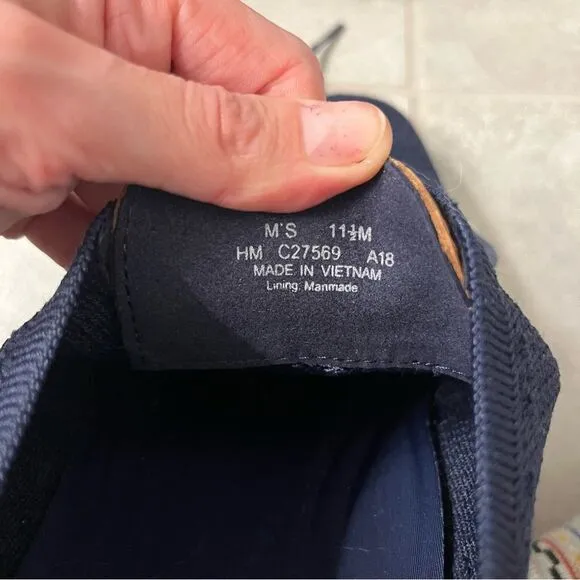 M'S 11½M
HM C27569 A18
MADE IN VIETNAM
Lining: Manmade